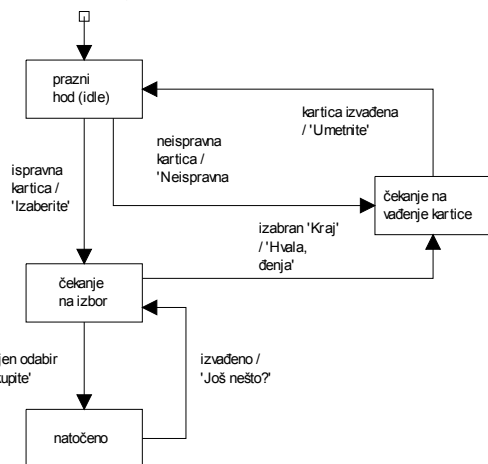 prazni
hod (idle)
kartica izvađena
/ 'Umetnite'
neispravna
kartica /
'Neispravna
ispravna
kartica /
'Izaberite'
čekanje na
vađenje kartice
izabran 'Kraj'
/ 'Hvala,
đenja'
čekanje
na izbor
jen odabir
kupite'
izvađeno /
'Još nešto?'
natočeno